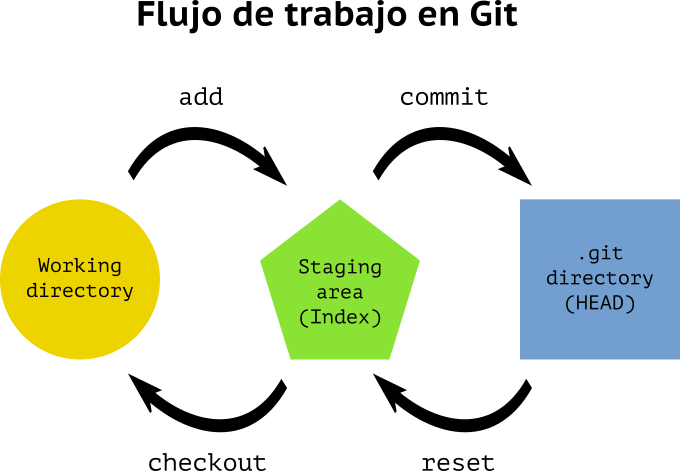 Flujo de trabajo en Git
add
commit
Working
directory
Staging
area
(Index)
.git
directory
(HEAD)
checkout
reset